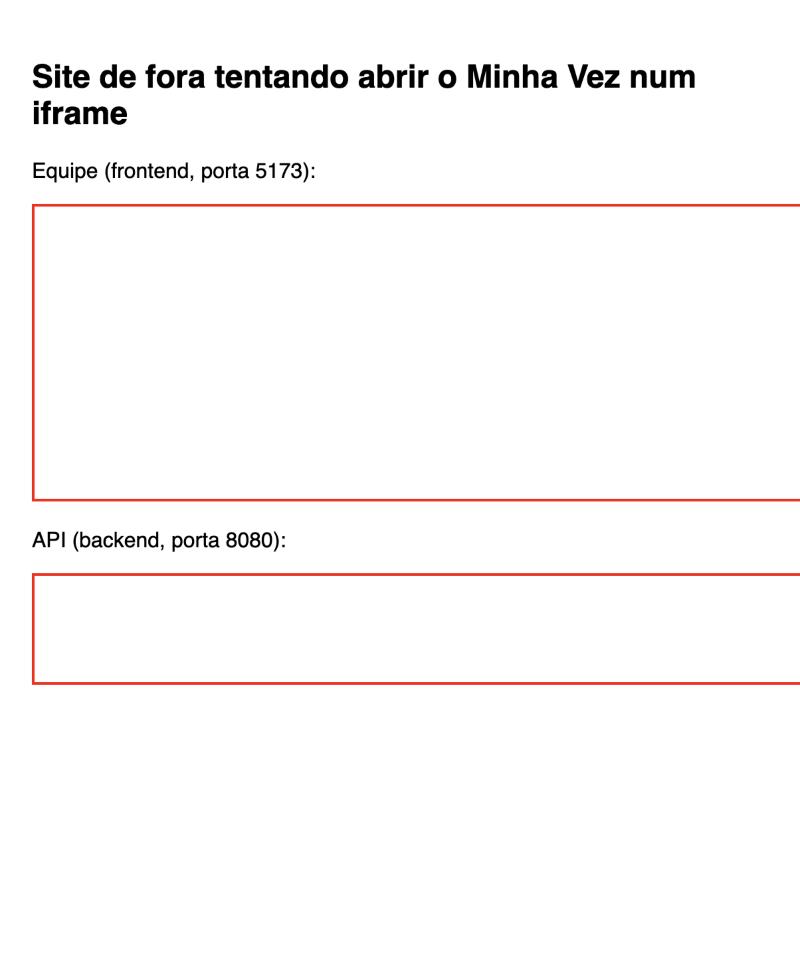 Site de fora tentando abrir o Minha Vez num
iframe
Equipe (frontend, porta 5173):
API (backend, porta 8080):